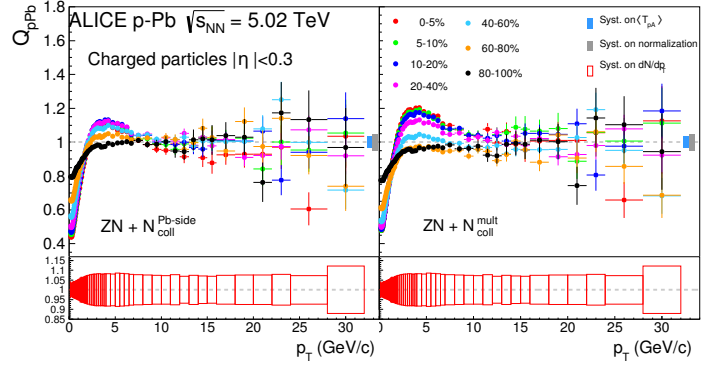 ALICE p-Pb √s_NN = 5.02 TeV
Charged particles |η|<0.3
Q_pPb
1.8
1.6
1.4
1.2
1
0.8
0.6
0.4
ZN + N_coll^Pb-side
0-5%
5-10%
10-20%
20-40%
40-60%
60-80%
80-100%
Syst. on ⟨T_pA⟩
Syst. on normalization
Syst. on dN/dp_T
ZN + N_coll^mult
1.15
1.1
1.05
1
0.95
0.9
0.85
0 5 10 15 20 25 30
p_T (GeV/c)
0 5 10 15 20 25 30
p_T (GeV/c)